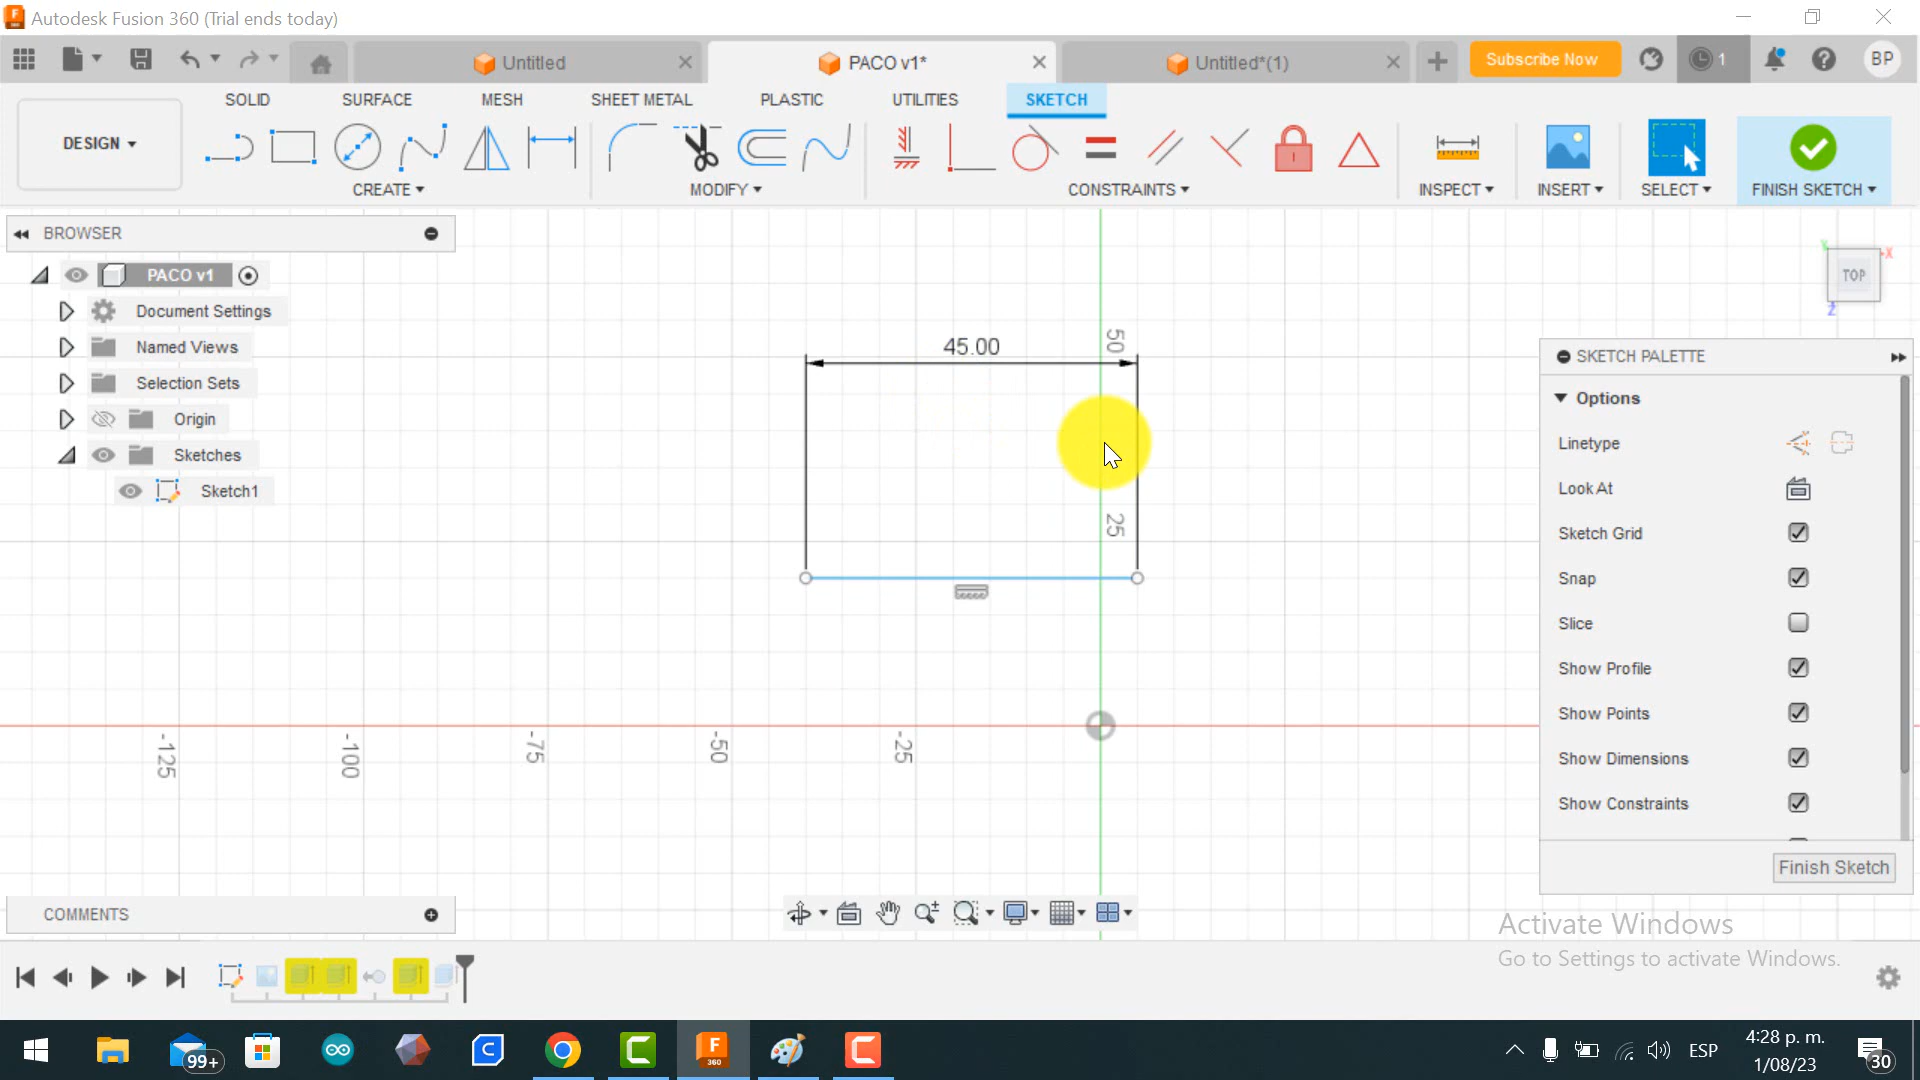 Autodesk Fusion 360 (Trial ends today)
Untitled
PACO v1*
Untitled*(1)
Subscribe Now
1
BP
DESIGN
SOLID
SURFACE
MESH
SHEET METAL
PLASTIC
UTILITIES
SKETCH
CREATE
MODIFY
CONSTRAINTS
INSPECT
INSERT
SELECT
FINISH SKETCH
BROWSER
PACO v1
Document Settings
Named Views
Selection Sets
Origin
Sketches
Sketch1
45.00
50
25
-125
-100
-75
-50
-25
TOP
X
Y
Z
SKETCH PALETTE
Options
Linetype
Look At
Sketch Grid
Snap
Slice
Show Profile
Show Points
Show Dimensions
Show Constraints
Finish Sketch
COMMENTS
Activate Windows
Go to Settings to activate Windows.
99+
F
360
ESP
4:28 p. m.
1/08/23
30